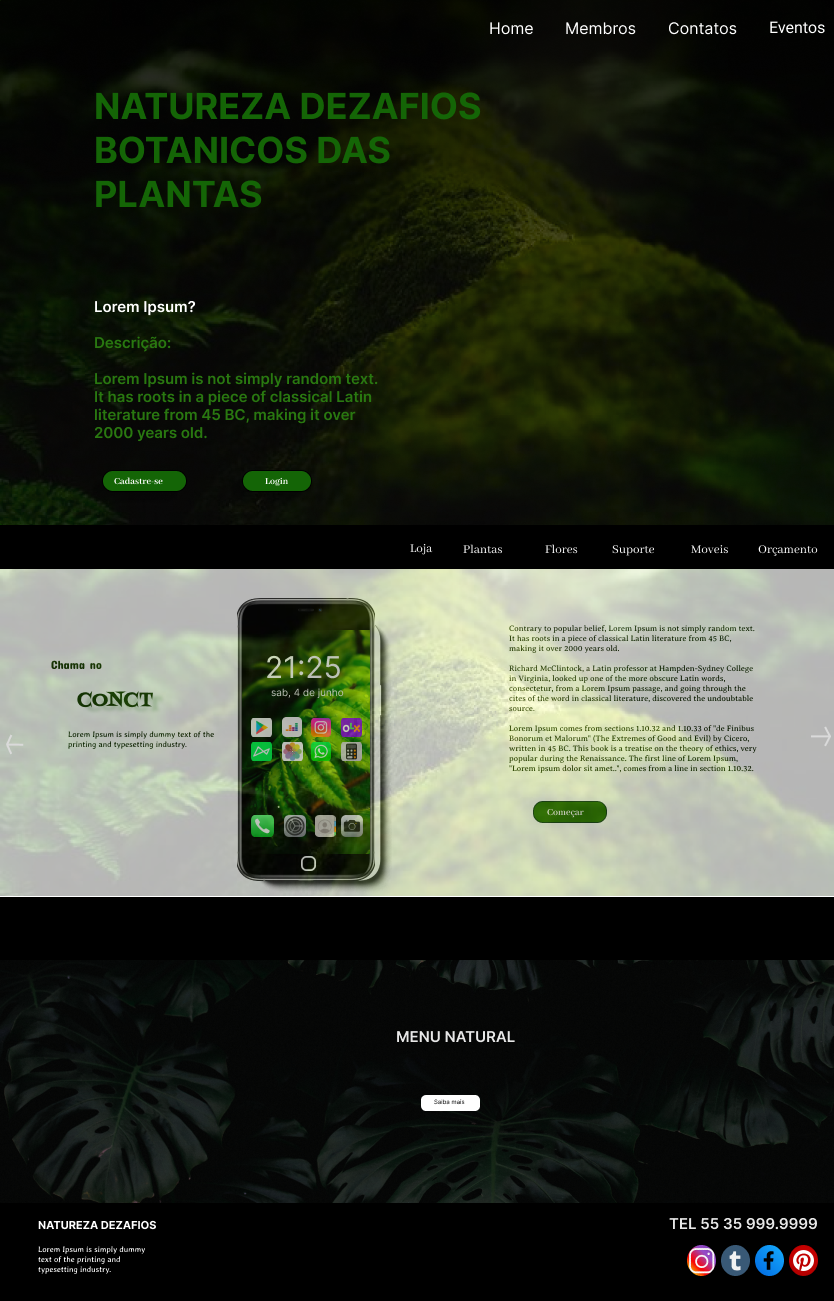 Home Membros Contatos Eventos
NATUREZA DEZAFIOS
BOTANICOS DAS
PLANTAS
Lorem Ipsum?
Descrição:
Lorem Ipsum is not simply random text.
It has roots in a piece of classical Latin
literature from 45 BC, making it over
2000 years old.
Cadastre-se Login
Loja Plantas Flores Suporte Moveis Orçamento
Chama no
CoNCT
Lorem Ipsum is simply dummy text of the
printing and typesetting industry.
21:25
sab, 4 de junho
olx
Contrary to popular belief, Lorem Ipsum is not simply random text.
It has roots in a piece of classical Latin literature from 45 BC,
making it over 2000 years old.
Richard McClintock, a Latin professor at Hampden-Sydney College
in Virginia, looked up one of the more obscure Latin words,
consectetur, from a Lorem Ipsum passage, and going through the
cites of the word in classical literature, discovered the undoubtable
source.
Lorem Ipsum comes from sections 1.10.32 and 1.10.33 of "de Finibus
Bonorum et Malorum" (The Extremes of Good and Evil) by Cicero,
written in 45 BC. This book is a treatise on the theory of ethics, very
popular during the Renaissance. The first line of Lorem Ipsum,
"Lorem ipsum dolor sit amet..", comes from a line in section 1.10.32.
Começar
MENU NATURAL
Saiba mais
NATUREZA DEZAFIOS
Lorem Ipsum is simply dummy
text of the printing and
typesetting industry.
TEL 55 35 999.9999